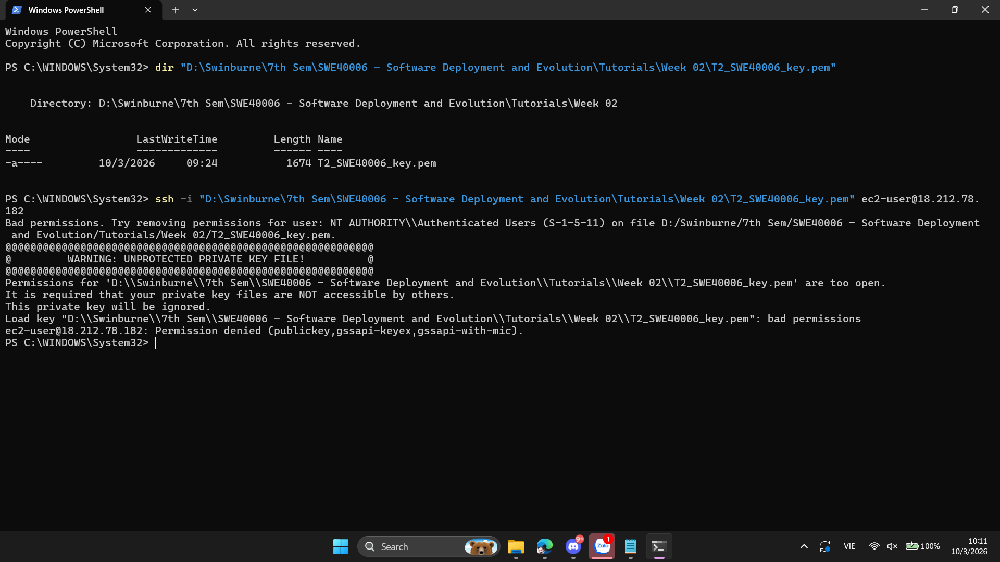 Windows PowerShell
Windows PowerShell
Copyright (C) Microsoft Corporation. All rights reserved.
PS C:\WINDOWS\System32> dir "D:\Swinburne\7th Sem\SWE40006 - Software Deployment and Evolution\Tutorials\Week 02\T2_SWE40006_key.pem"
Directory: D:\Swinburne\7th Sem\SWE40006 - Software Deployment and Evolution\Tutorials\Week 02
Mode                 LastWriteTime         Length Name
----                 -------------         ------ ----
-a----         10/3/2026     09:24           1674 T2_SWE40006_key.pem
PS C:\WINDOWS\System32> ssh -i "D:\Swinburne\7th Sem\SWE40006 - Software Deployment and Evolution\Tutorials\Week 02\T2_SWE40006_key.pem" ec2-user@18.212.78.
182
Bad permissions. Try removing permissions for user: NT AUTHORITY\\Authenticated Users (S-1-5-11) on file D:/Swinburne/7th Sem/SWE40006 - Software Deployment
and Evolution/Tutorials/Week 02/T2_SWE40006_key.pem.
@@@@@@@@@@@@@@@@@@@@@@@@@@@@@@@@@@@@@@@@@@@@@@@@@@@@@@@@@@@
@         WARNING: UNPROTECTED PRIVATE KEY FILE!          @
@@@@@@@@@@@@@@@@@@@@@@@@@@@@@@@@@@@@@@@@@@@@@@@@@@@@@@@@@@@
Permissions for 'D:\\Swinburne\\7th Sem\\SWE40006 - Software Deployment and Evolution\\Tutorials\\Week 02\\T2_SWE40006_key.pem' are too open.
It is required that your private key files are NOT accessible by others.
This private key will be ignored.
Load key "D:\\Swinburne\\7th Sem\\SWE40006 - Software Deployment and Evolution\\Tutorials\\Week 02\\T2_SWE40006_key.pem": bad permissions
ec2-user@18.212.78.182: Permission denied (publickey,gssapi-keyex,gssapi-with-mic).
PS C:\WINDOWS\System32>
Search
9+
Zalo
1
VIE
100%
10:11
10/3/2026